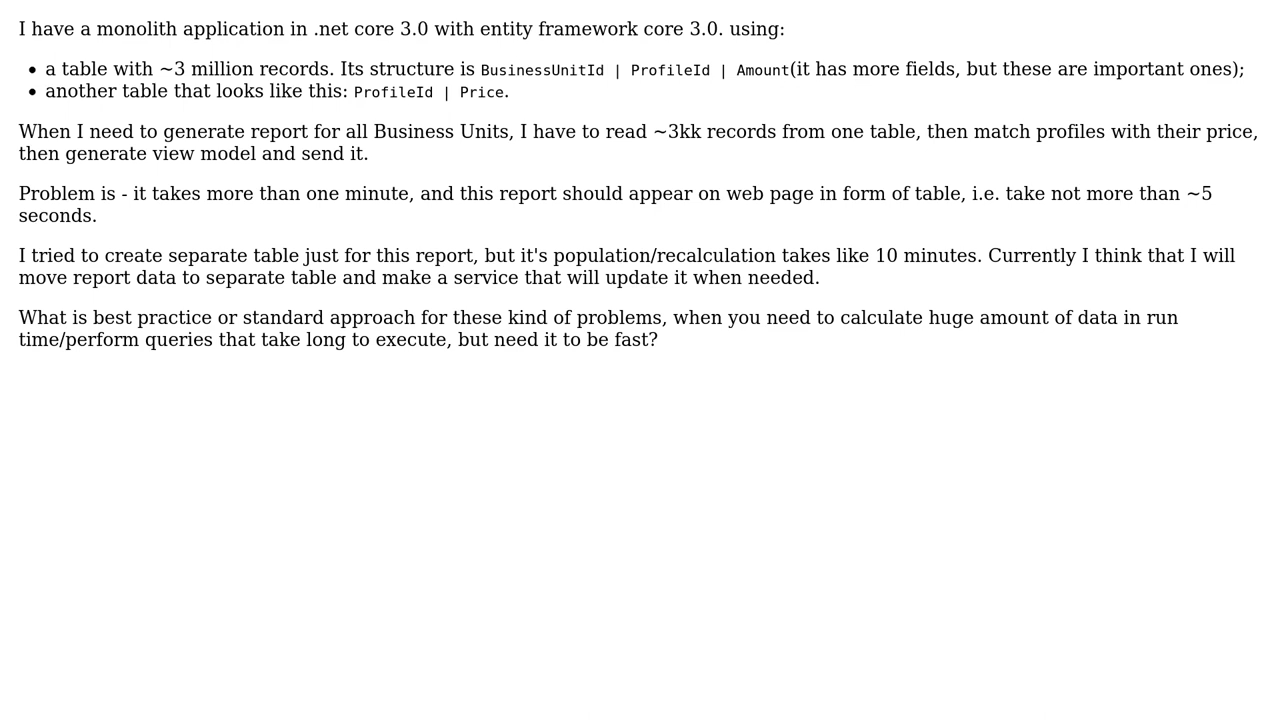 I have a monolith application in .net core 3.0 with entity framework core 3.0. using:
• a table with ~3 million records. Its structure is BusinessUnitId | ProfileId | Amount(it has more fields, but these are important ones);
• another table that looks like this: ProfileId | Price.
When I need to generate report for all Business Units, I have to read ~3kk records from one table, then match profiles with their price,
then generate view model and send it.
Problem is - it takes more than one minute, and this report should appear on web page in form of table, i.e. take not more than ~5
seconds.
I tried to create separate table just for this report, but it's population/recalculation takes like 10 minutes. Currently I think that I will
move report data to separate table and make a service that will update it when needed.
What is best practice or standard approach for these kind of problems, when you need to calculate huge amount of data in run
time/perform queries that take long to execute, but need it to be fast?